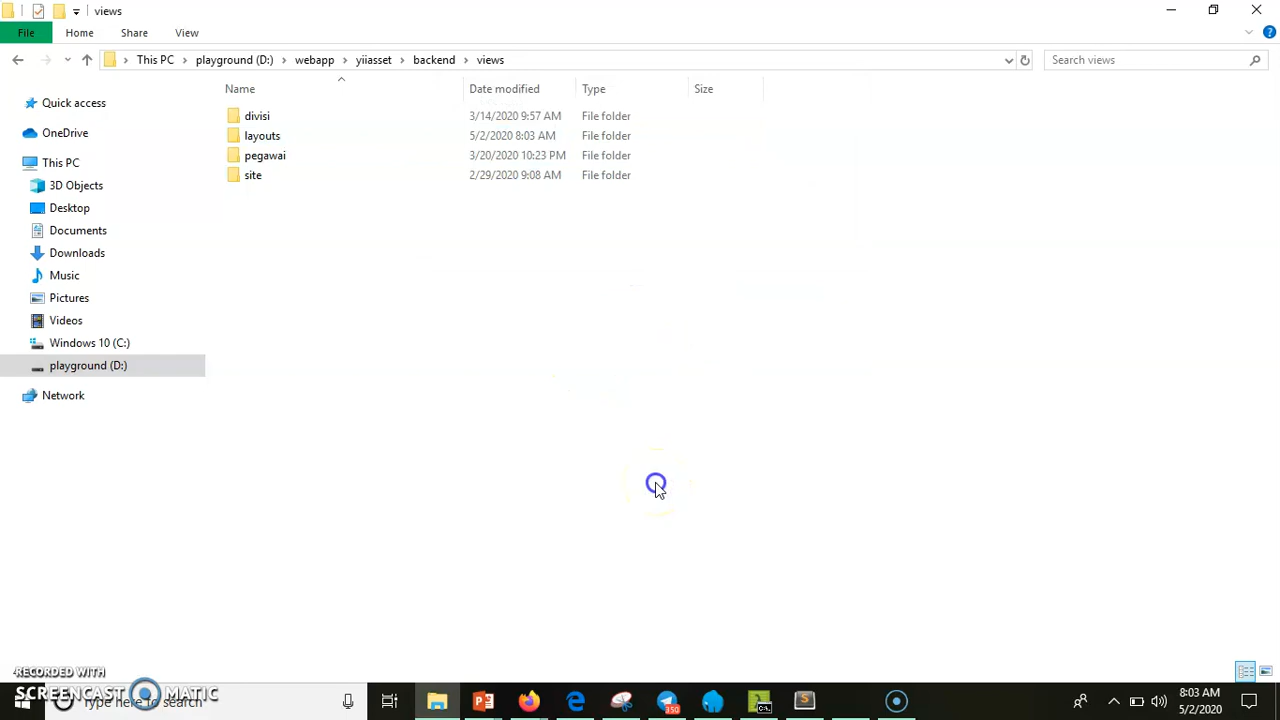 views
File Home Share View
This PC playground (D:) webapp yiiasset backend views Search views
Name Date modified Type Size
divisi 3/14/2020 9:57 AM File folder
layouts 5/2/2020 8:03 AM File folder
pegawai 3/20/2020 10:23 PM File folder
site 2/29/2020 9:08 AM File folder
Quick access
OneDrive
This PC
3D Objects
Desktop
Documents
Downloads
Music
Pictures
Videos
Windows 10 (C:)
playground (D:)
Network
RECORDED WITH
SCREENCAST MATIC
Type here to search
350
C:\_
8:03 AM
5/2/2020